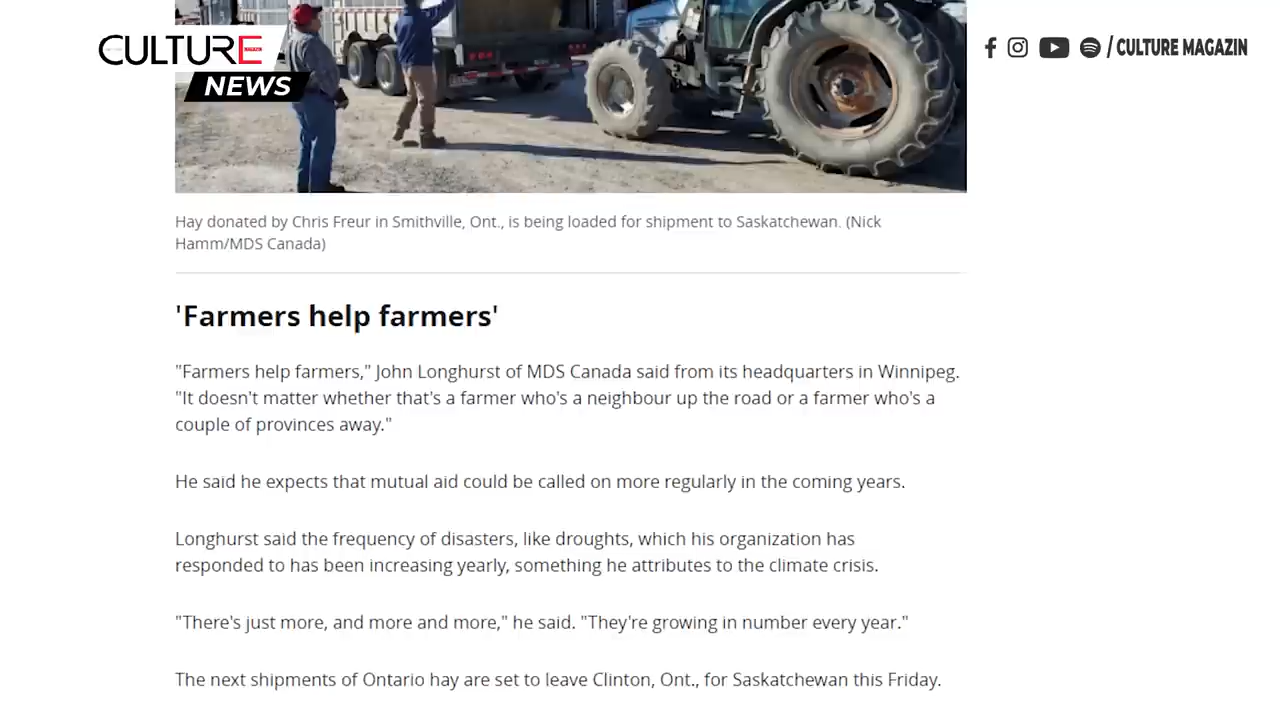 CULTURE
NEWS
/ CULTURE MAGAZIN
Hay donated by Chris Freur in Smithville, Ont., is being loaded for shipment to Saskatchewan. (Nick
Hamm/MDS Canada)
'Farmers help farmers'
"Farmers help farmers," John Longhurst of MDS Canada said from its headquarters in Winnipeg.
"It doesn't matter whether that's a farmer who's a neighbour up the road or a farmer who's a
couple of provinces away."
He said he expects that mutual aid could be called on more regularly in the coming years.
Longhurst said the frequency of disasters, like droughts, which his organization has
responded to has been increasing yearly, something he attributes to the climate crisis.
"There's just more, and more and more," he said. "They're growing in number every year."
The next shipments of Ontario hay are set to leave Clinton, Ont., for Saskatchewan this Friday.